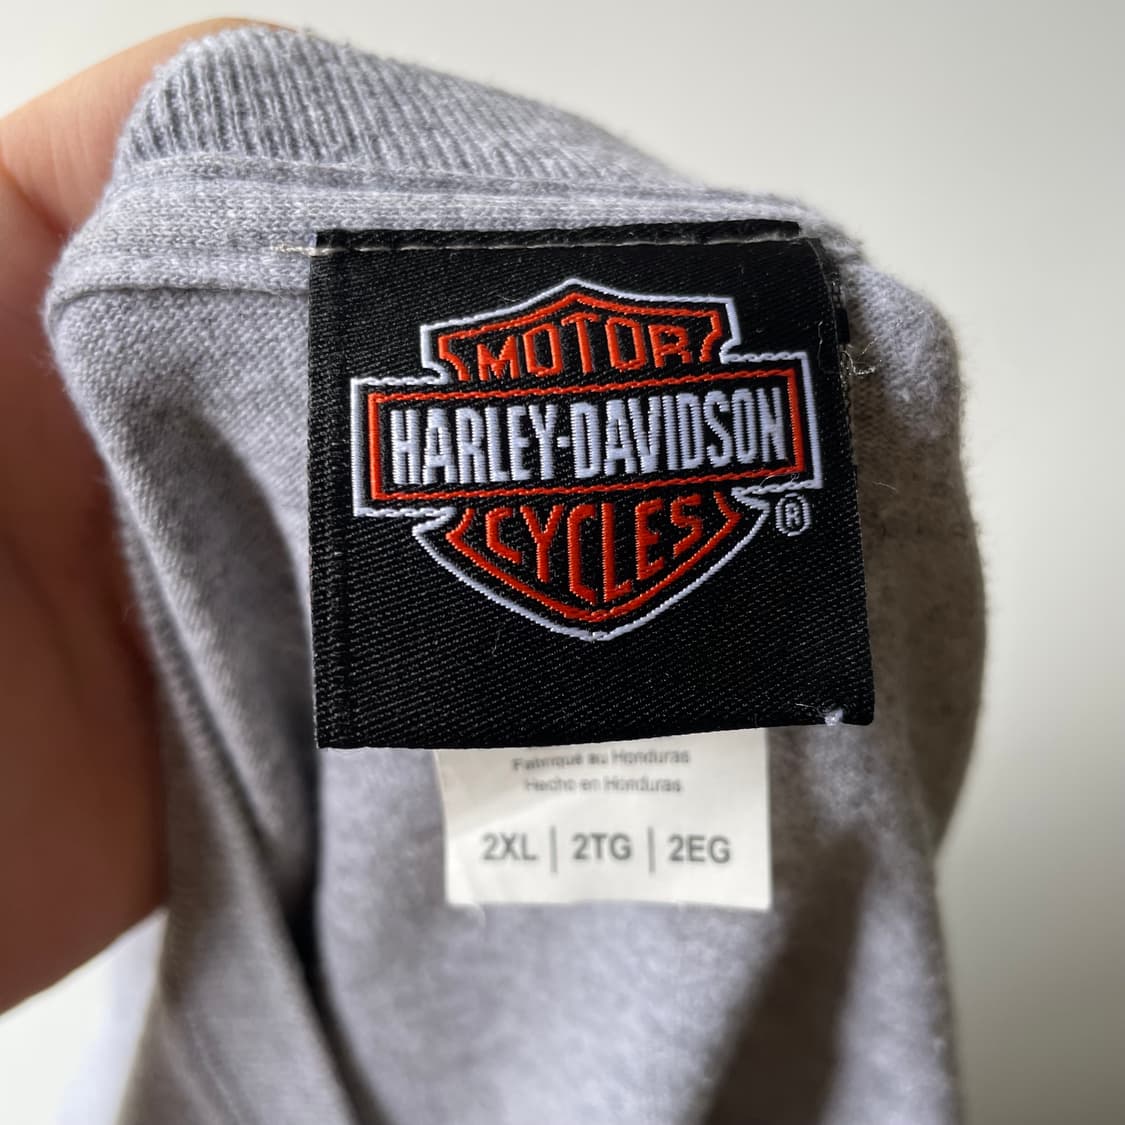 MOTOR
HARLEY-DAVIDSON
CYCLES ®
Fabriqué au Honduras
Hecho en Honduras
2XL | 2TG | 2EG